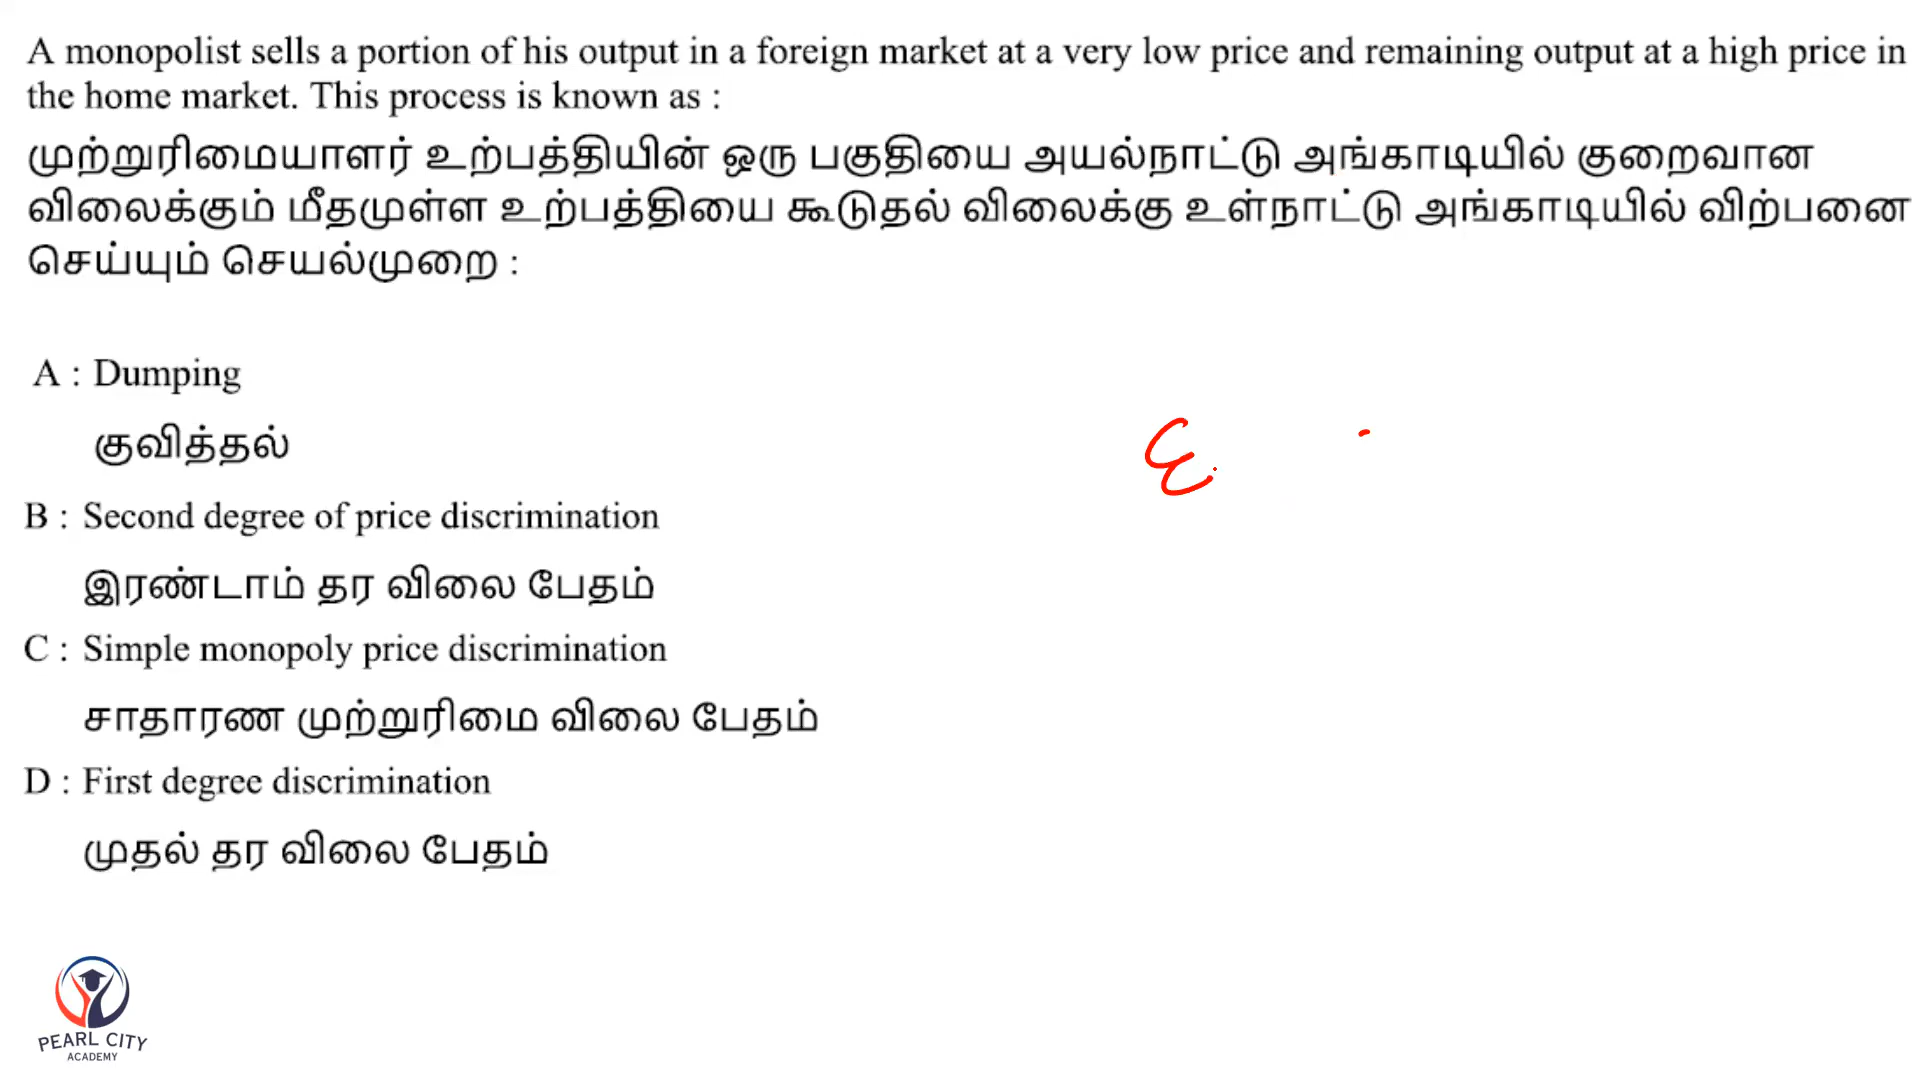 A monopolist sells a portion of his output in a foreign market at a very low price and remaining output at a high price in
the home market. This process is known as :
முற்றுரிமையாளர் உற்பத்தியின் ஒரு பகுதியை அயல்நாட்டு அங்காடியில் குறைவான
விலைக்கும் மீதமுள்ள உற்பத்தியை கூடுதல் விலைக்கு உள்நாட்டு அங்காடியில் விற்பனை
செய்யும் செயல்முறை :
A : Dumping
குவித்தல்
B : Second degree of price discrimination
இரண்டாம் தர விலை பேதம்
C : Simple monopoly price discrimination
சாதாரண முற்றுரிமை விலை பேதம்
D : First degree discrimination
முதல் தர விலை பேதம்
PEARL CITY
ACADEMY